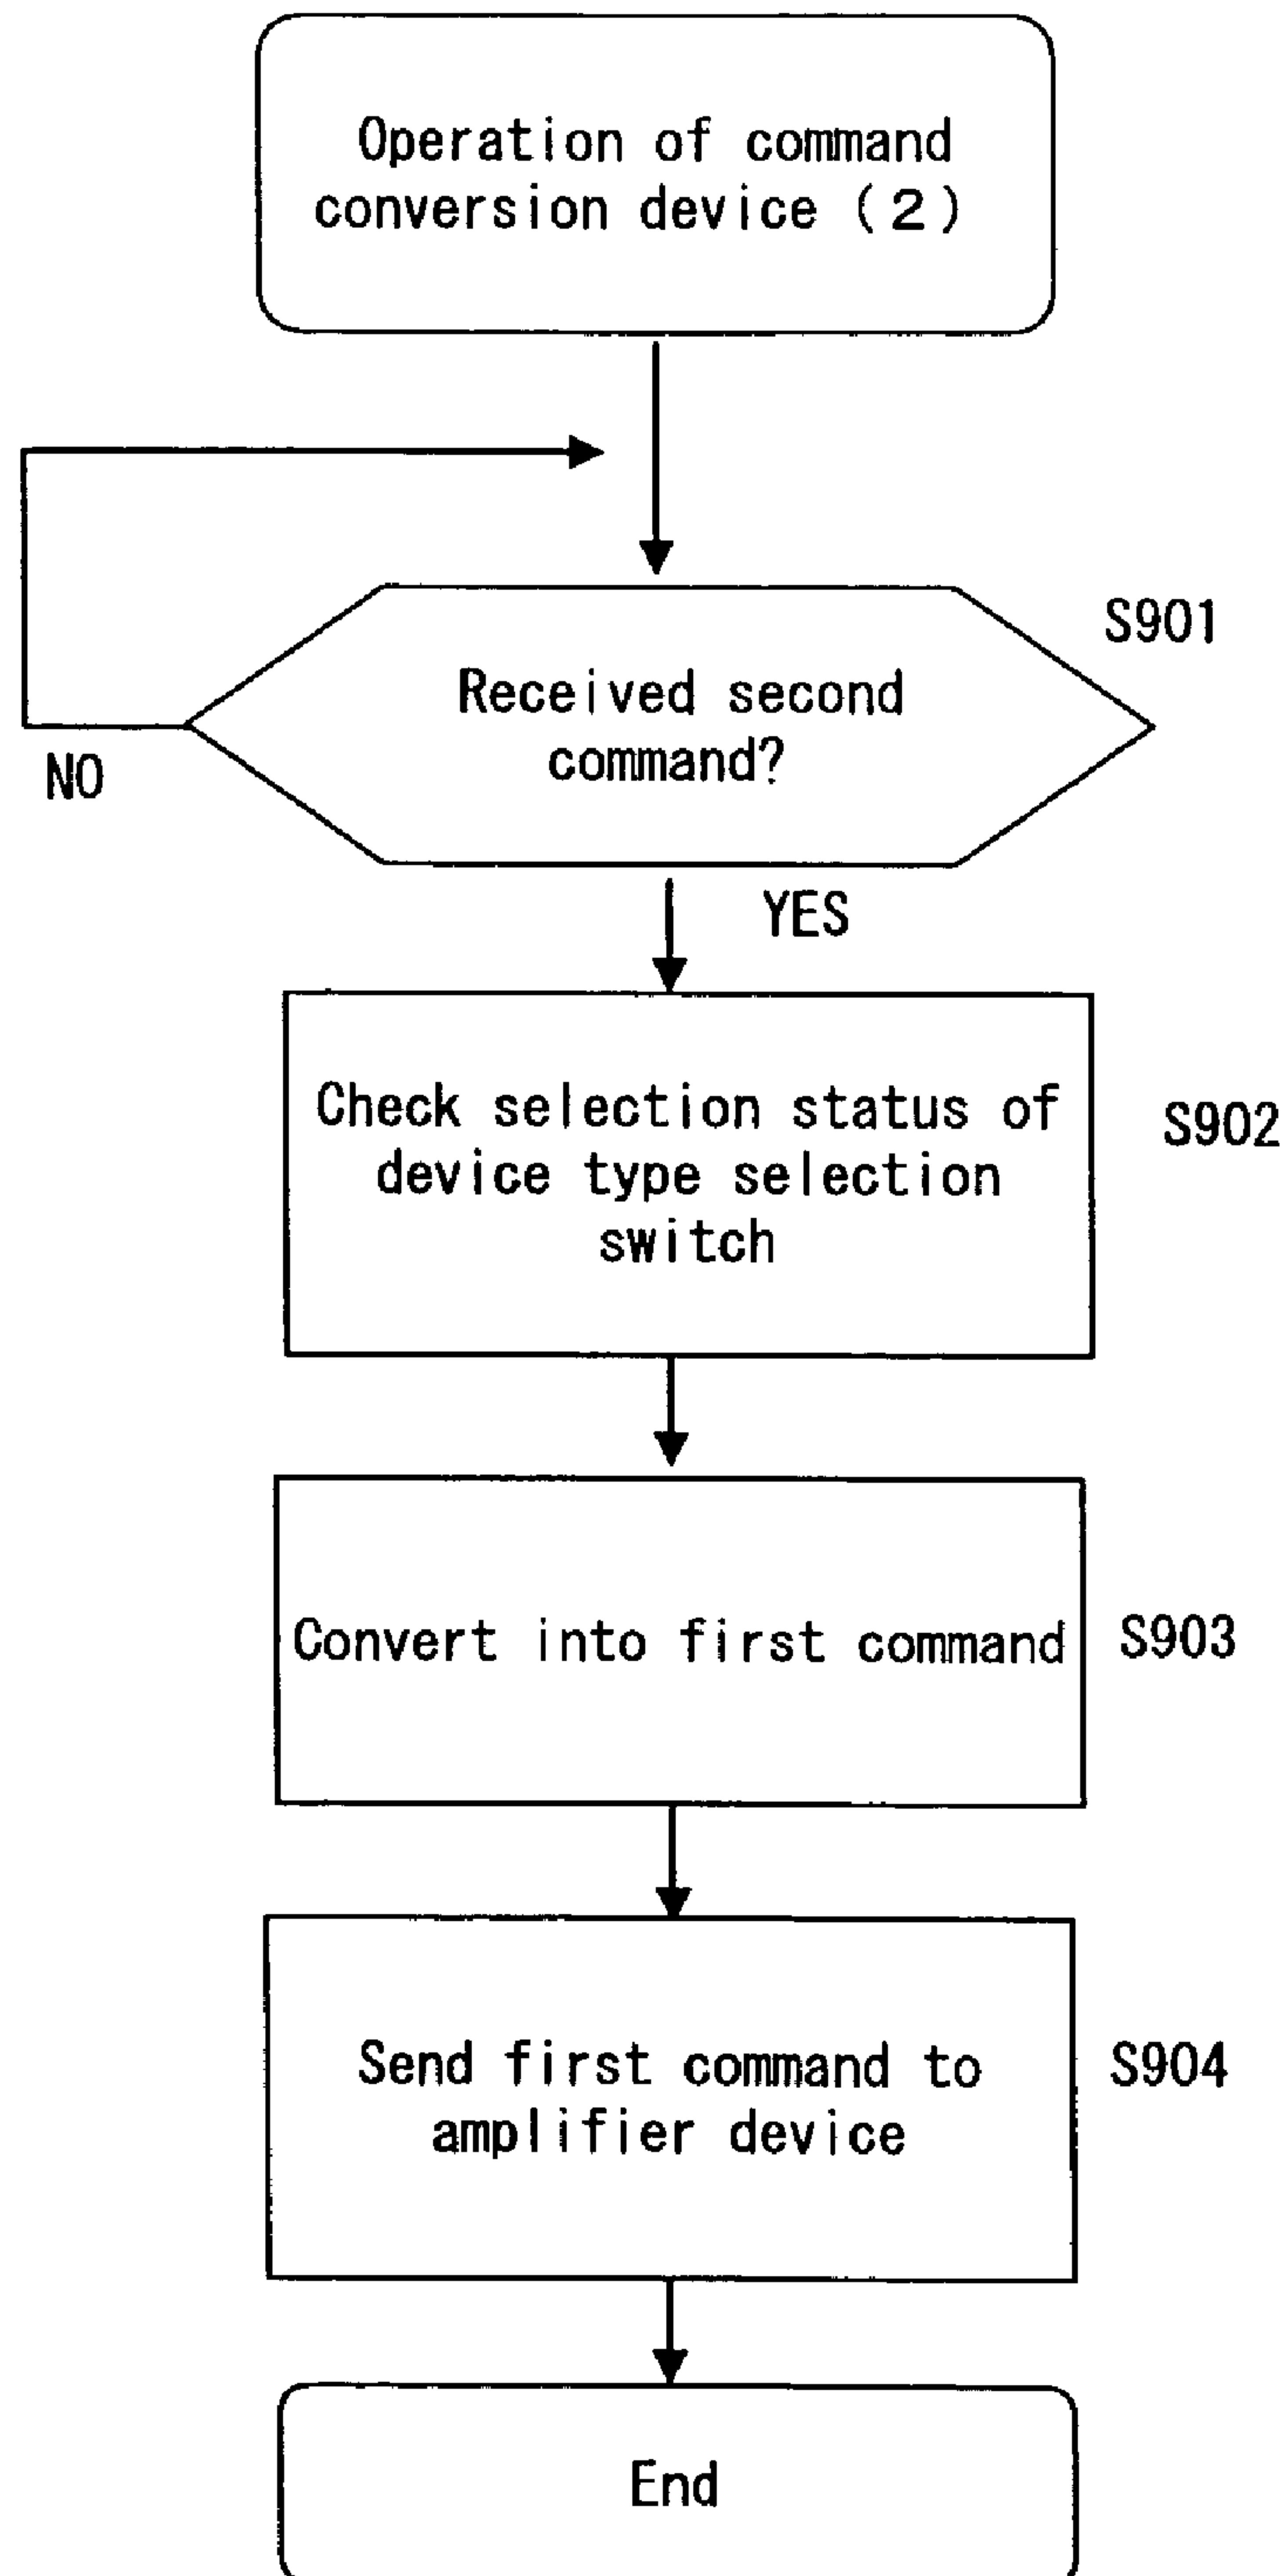 Operation of command
conversion device (2)
S901
Received second
command?
NO
YES
Check selection status of
device type selection
switch
S902
Convert into first command
S903
Send first command to
amplifier device
S904
End